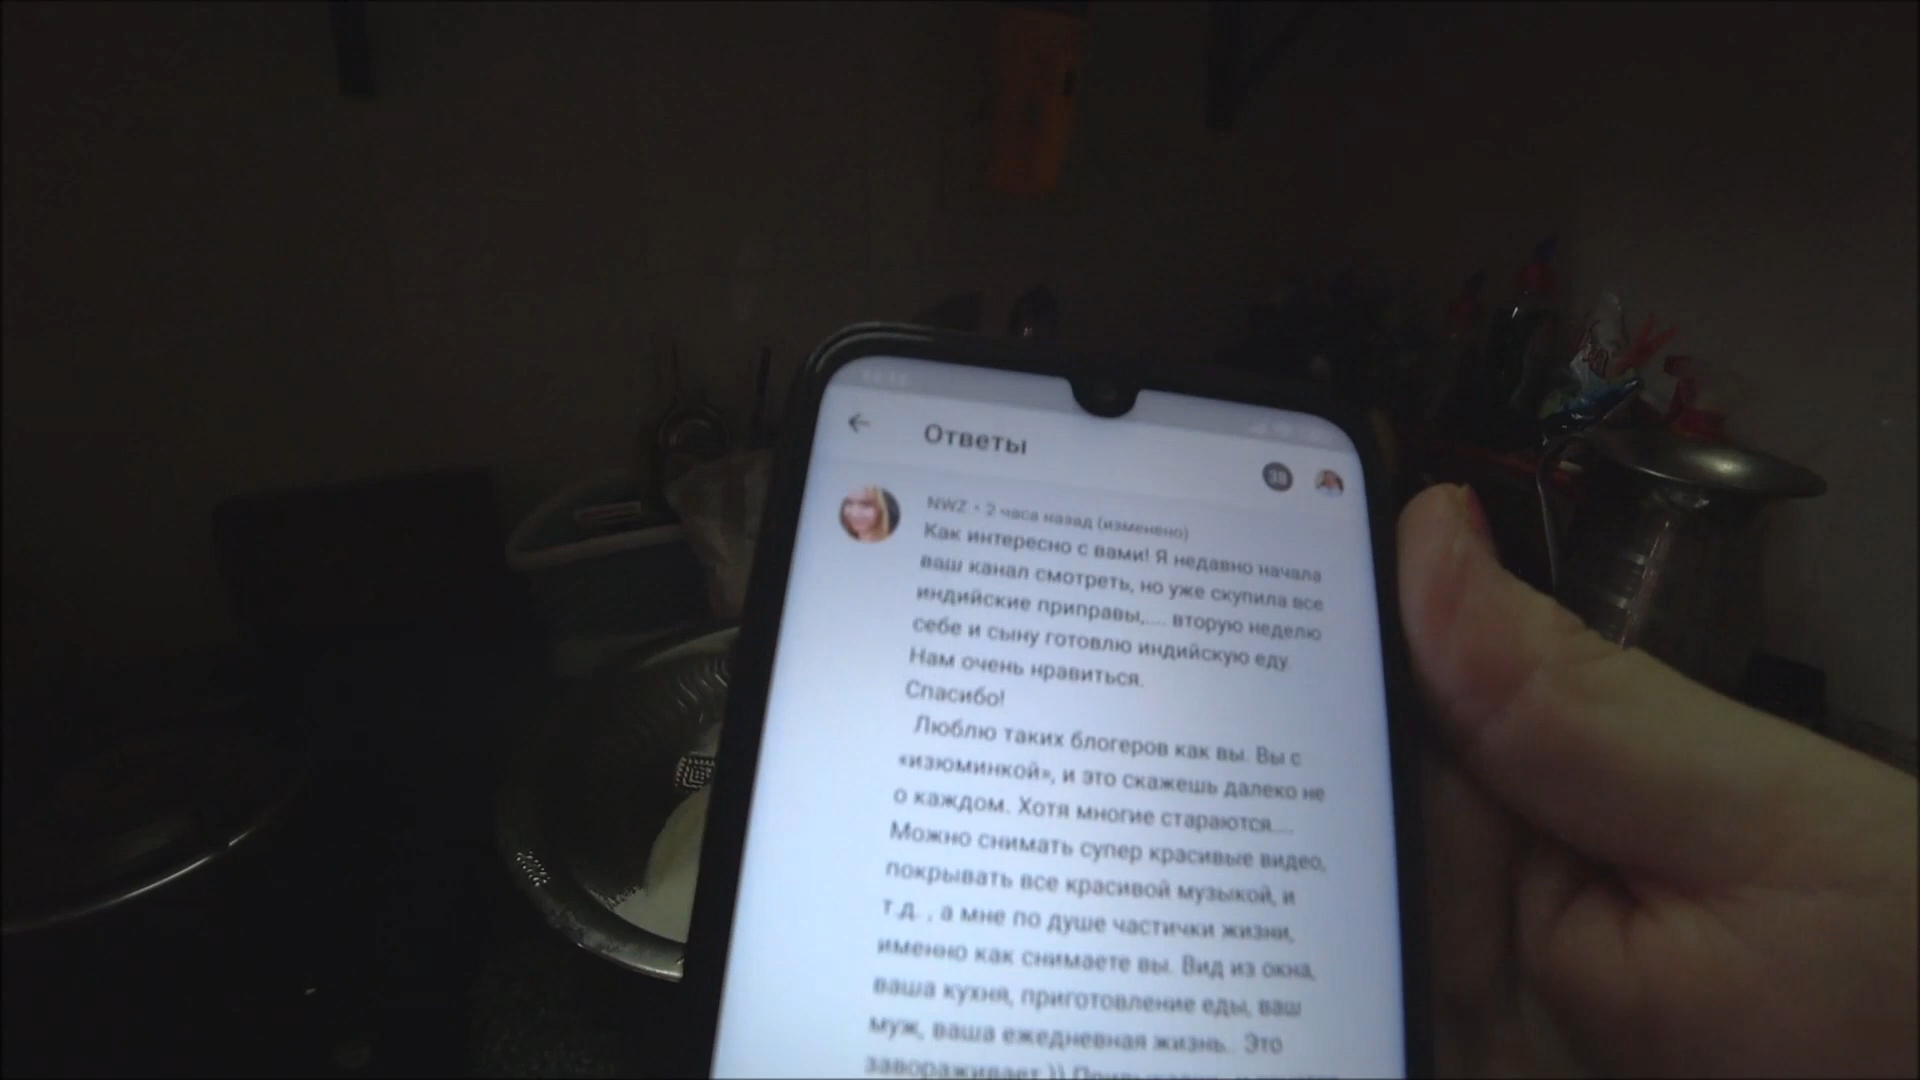 Ответы
NWZ • 2 часа назад (изменено)
Как интересно с вами! Я недавно начала
ваш канал смотреть, но уже скупила все
индийские приправы,.... вторую неделю
себе и сыну готовлю индийскую еду.
Нам очень нравиться.
Спасибо!
Люблю таких блогеров как вы. Вы с
«изюминкой», и это скажешь далеко не
о каждом. Хотя многие стараются....
Можно снимать супер красивые видео,
покрывать все красивой музыкой, и
т.д. , а мне по душе частички жизни,
именно как снимаете вы. Вид из окна,
ваша кухня, приготовление еды, ваш
муж, ваша ежедневная жизнь.. Это
завораживает ))